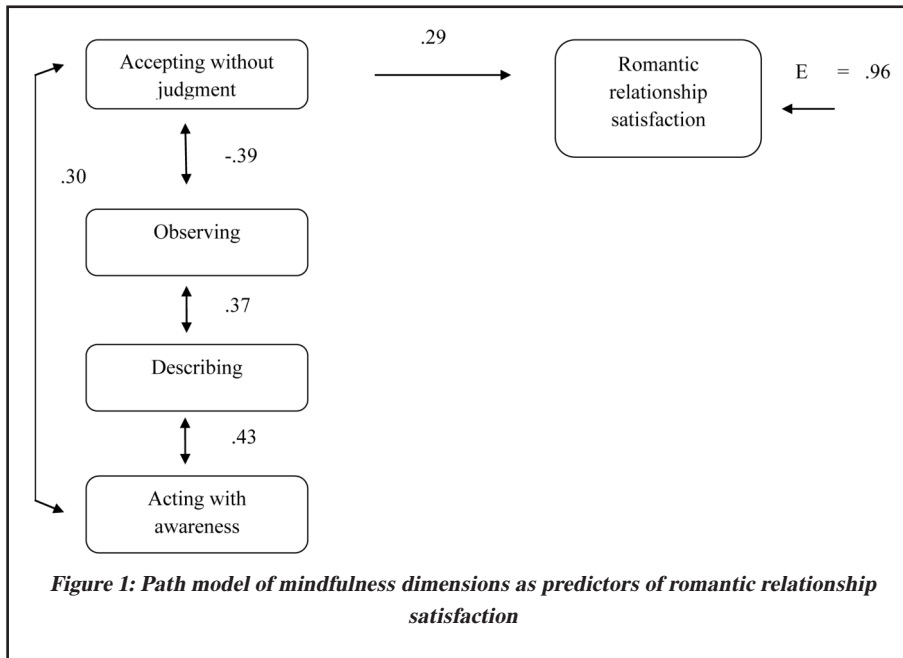 .29
Accepting without
judgment
Romantic
relationship
satisfaction
E = .96
-.39
.30
Observing
.37
Describing
.43
Acting with
awareness
Figure 1: Path model of mindfulness dimensions as predictors of romantic relationship
satisfaction